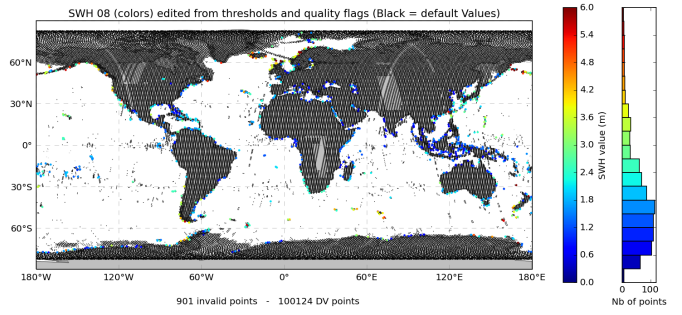 SWH 08 (colors) edited from thresholds and quality flags (Black = default Values)
60°N
30°N
0°
30°S
60°S
180°W
120°W
60°W
0°
60°E
120°E
180°E
901 invalid points - 100124 DV points
6.0
5.4
4.8
4.2
3.6
3.0
2.4
1.8
1.2
0.6
0.0
SWH value (m)
0
100
Nb of points